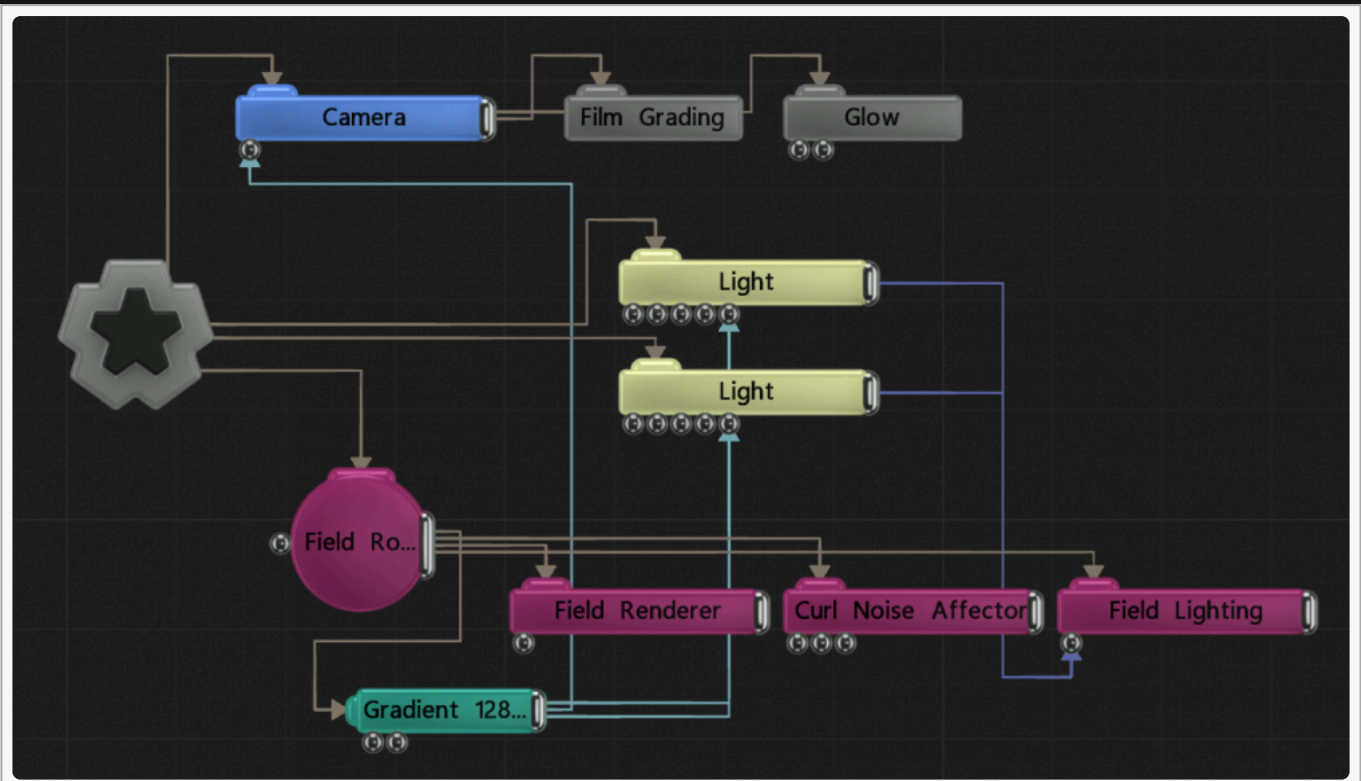 Camera
Film Grading
Glow
Light
Light
Field Ro...
Field Renderer
Curl Noise Affector
Field Lighting
Gradient 128...